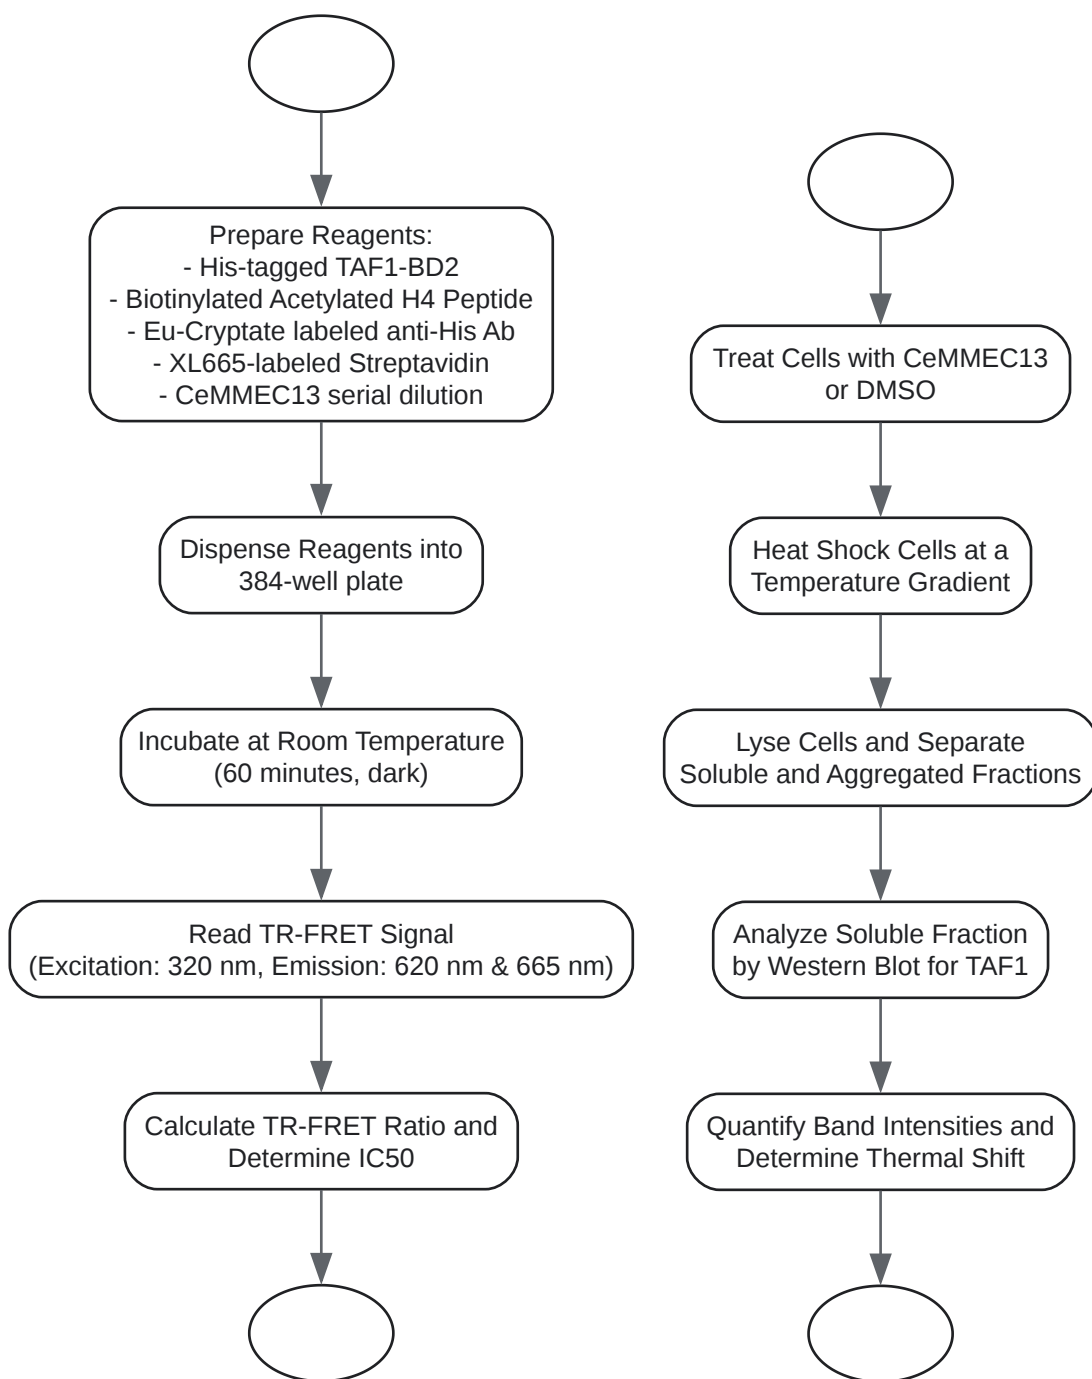 Prepare Reagents:
- His-tagged TAF1-BD2
- Biotinylated Acetylated H4 Peptide
- Eu-Cryptate labeled anti-His Ab
- XL665-labeled Streptavidin
- CeMMEC13 serial dilution
Dispense Reagents into
384-well plate
Incubate at Room Temperature
(60 minutes, dark)
Read TR-FRET Signal
(Excitation: 320 nm, Emission: 620 nm & 665 nm)
Calculate TR-FRET Ratio and
Determine IC50
Treat Cells with CeMMEC13
or DMSO
Heat Shock Cells at a
Temperature Gradient
Lyse Cells and Separate
Soluble and Aggregated Fractions
Analyze Soluble Fraction
by Western Blot for TAF1
Quantify Band Intensities and
Determine Thermal Shift